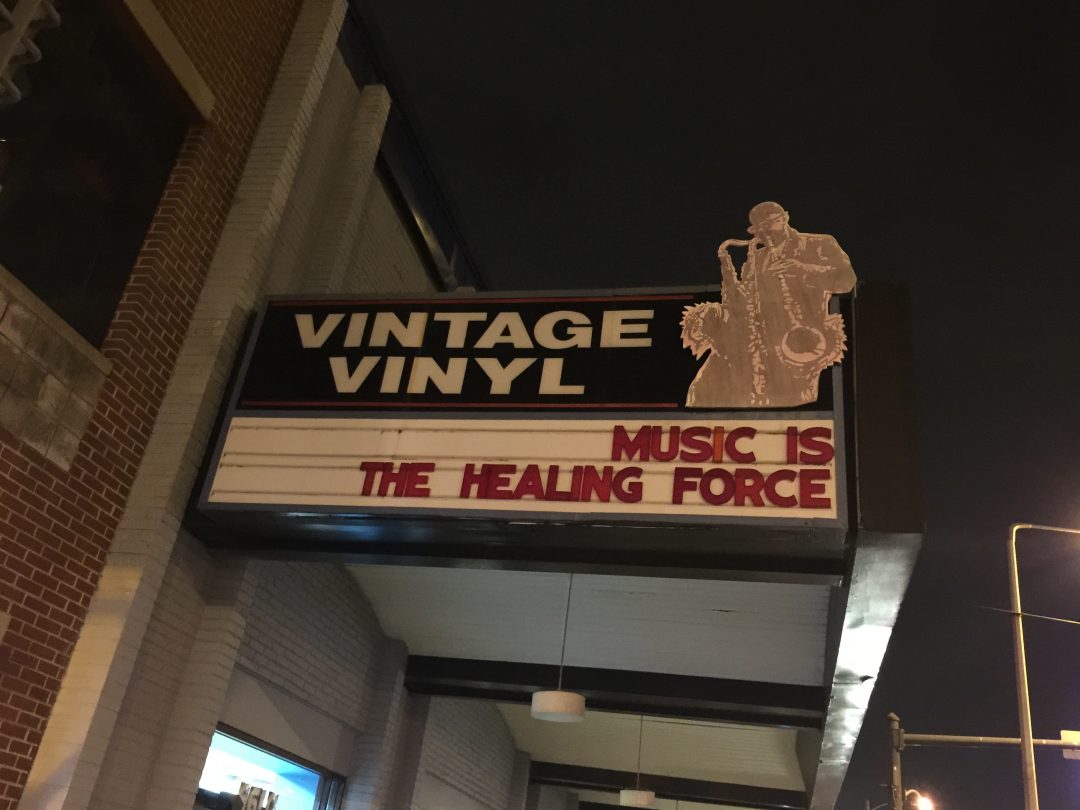 VINTAGE
VINYL
MUSIC IS
THE HEALING FORCE